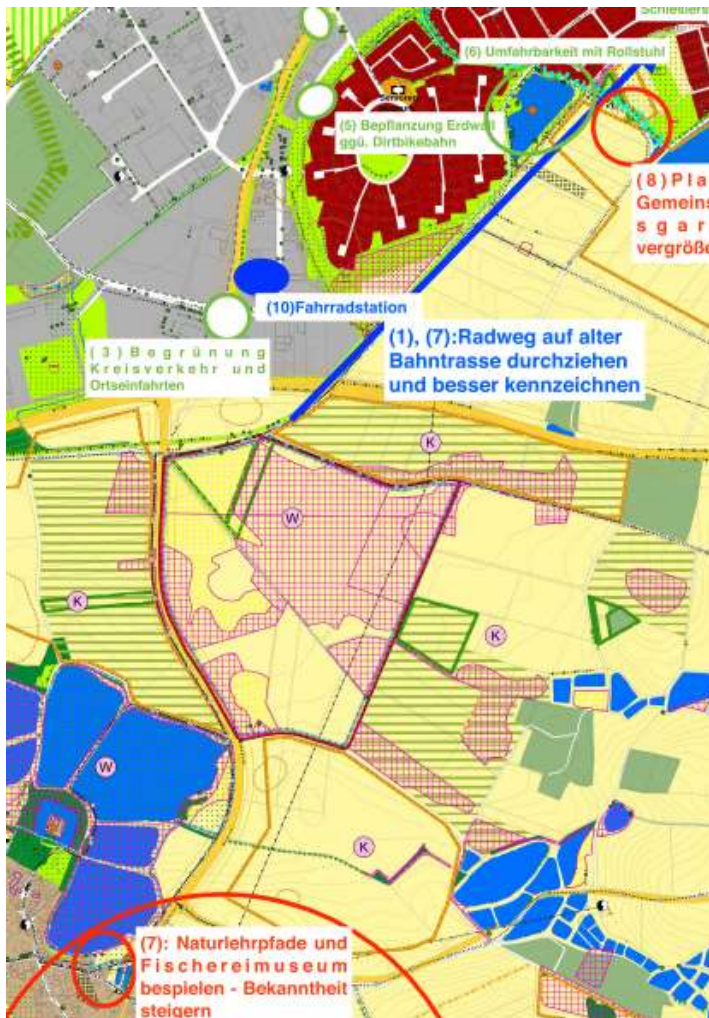 (6) Umfahrbarkeit mit Rollstuhl
(5) Bepflanzung Erdwall
ggü. Dirtbikebahn
(8) Pla
Gemeins
sgar
vergröße
(10)Fahrradstation
(1), (7):Radweg auf alter
Bahntrasse durchziehen
und besser kennzeichnen
(3) Begrünung
Kreisverkehr und
Ortseinfahrten
K
W
K
K
W
K
(7): Naturlehrpfade und
Fischereimuseum
bespielen - Bekanntheit
steigern